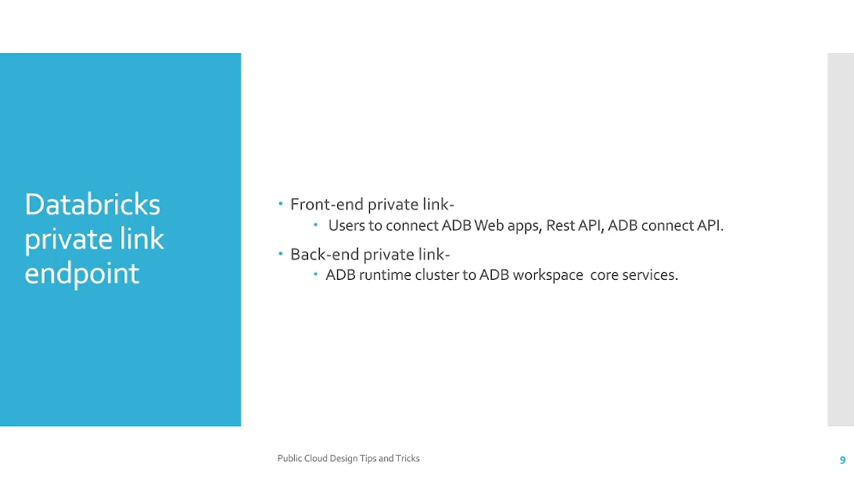 Databricks
private link
endpoint
• Front-end private link-
• Users to connect ADB Web apps, Rest API, ADB connect API.
• Back-end private link-
• ADB runtime cluster to ADB workspace core services.
Public Cloud Design Tips and Tricks
9